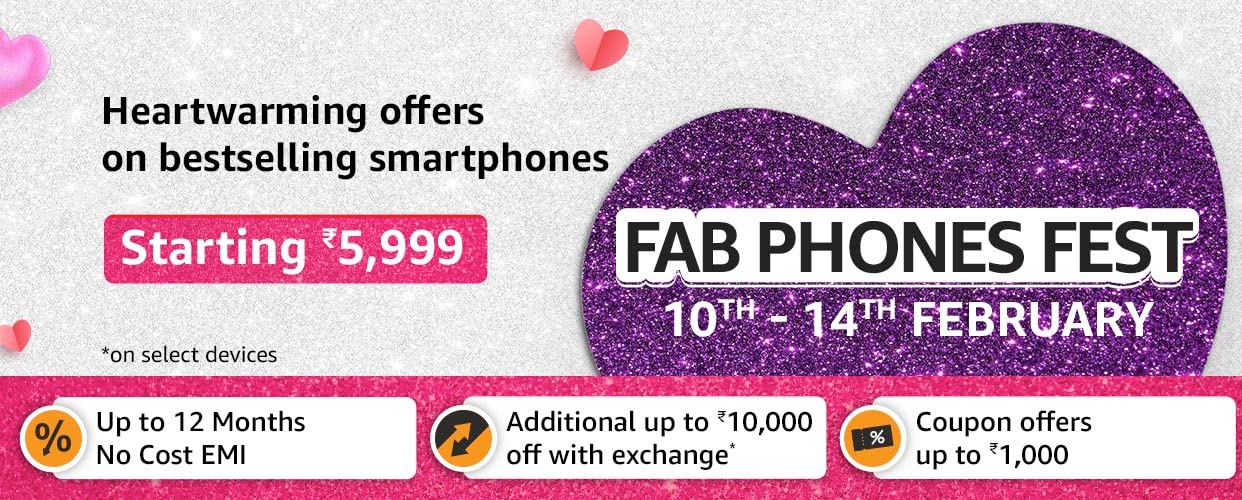 Heartwarming offers
on bestselling smartphones
Starting ₹5,999
*on select devices
FAB PHONES FEST
10TH - 14TH FEBRUARY
Up to 12 Months
No Cost EMI
Additional up to ₹10,000
off with exchange*
Coupon offers
up to ₹1,000